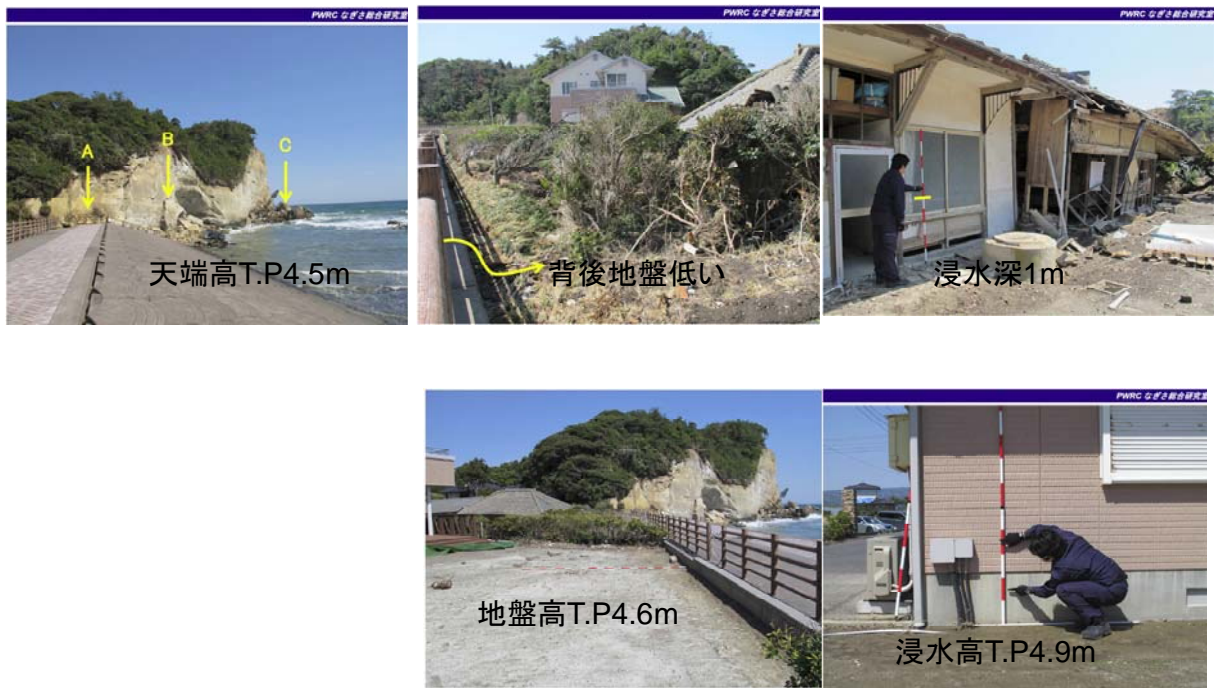 PWRC なぎさ総合研究室
PWRC なぎさ総合研究室
PWRC なぎさ総合研究室
A
B
C
天端高T.P4.5m
背後地盤低い
浸水深1m
PWRC なぎさ総合研究室
地盤高T.P4.6m
浸水高T.P4.9m